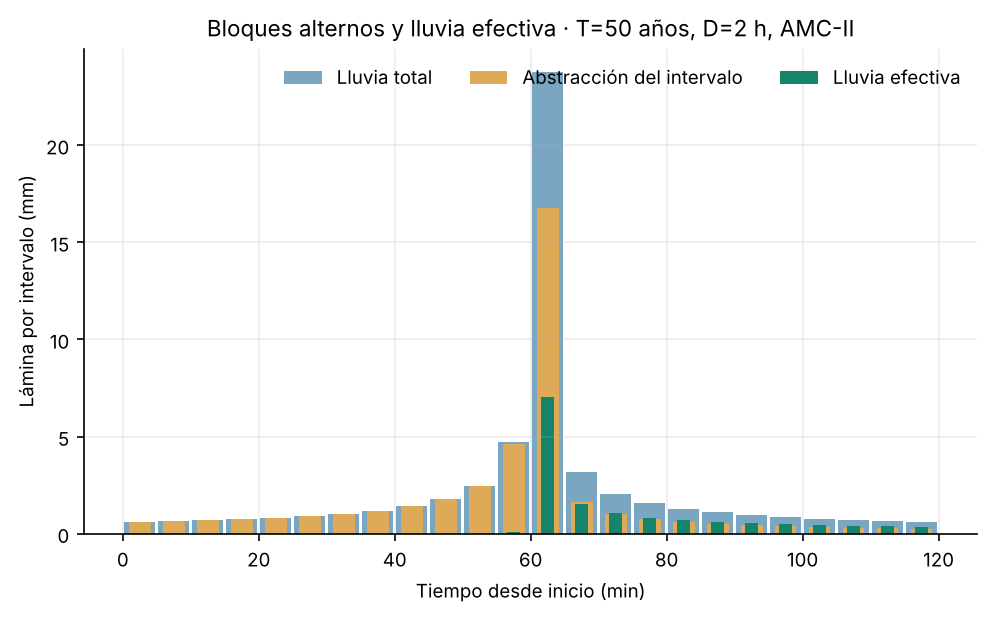 Bloques alternos y lluvia efectiva · T=50 años, D=2 h, AMC-II
Lluvia total
Abstracción del intervalo
Lluvia efectiva
Lámina por intervalo (mm)
20
15
10
5
0
0 20 40 60 80 100 120
Tiempo desde inicio (min)